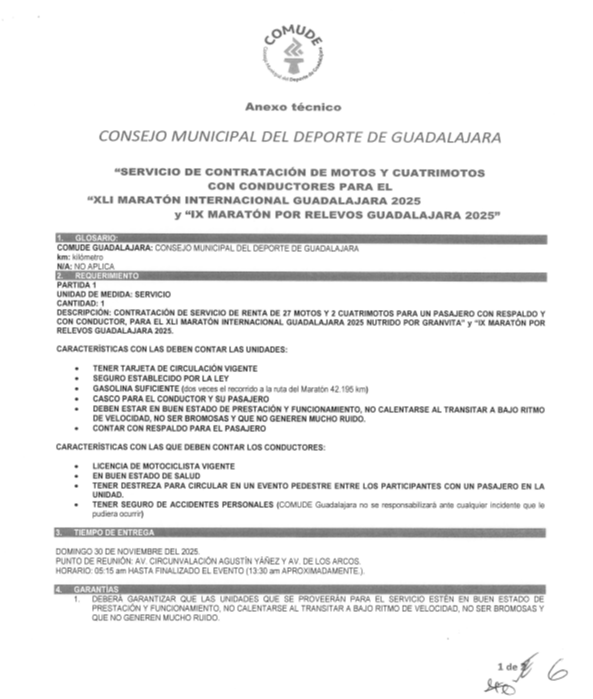 COMUDE
Consejo Municipal del Deporte de Guadalajara
Anexo técnico
CONSEJO MUNICIPAL DEL DEPORTE DE GUADALAJARA
“SERVICIO DE CONTRATACIÓN DE MOTOS Y CUATRIMOTOS
CON CONDUCTORES PARA EL
“XLI MARATÓN INTERNACIONAL GUADALAJARA 2025
y “IX MARATÓN POR RELEVOS GUADALAJARA 2025”
1. GLOSARIO:
COMUDE GUADALAJARA: CONSEJO MUNICIPAL DEL DEPORTE DE GUADALAJARA
km: kilómetro
N/A: NO APLICA
2. REQUERIMIENTO
PARTIDA 1
UNIDAD DE MEDIDA: SERVICIO
CANTIDAD: 1
DESCRIPCIÓN: CONTRATACIÓN DE SERVICIO DE RENTA DE 27 MOTOS Y 2 CUATRIMOTOS PARA UN PASAJERO CON RESPALDO Y
CON CONDUCTOR, PARA EL XLI MARATÓN INTERNACIONAL GUADALAJARA 2025 NUTRIDO POR GRANVITA” y “IX MARATÓN POR
RELEVOS GUADALAJARA 2025.
CARACTERÍSTICAS CON LAS DEBEN CONTAR LAS UNIDADES:
• TENER TARJETA DE CIRCULACIÓN VIGENTE
• SEGURO ESTABLECIDO POR LA LEY
• GASOLINA SUFICIENTE (dos veces el recorrido a la ruta del Maratón 42.195 km)
• CASCO PARA EL CONDUCTOR Y SU PASAJERO
• DEBEN ESTAR EN BUEN ESTADO DE PRESTACIÓN Y FUNCIONAMIENTO, NO CALENTARSE AL TRANSITAR A BAJO RITMO
DE VELOCIDAD, NO SER BROMOSAS Y QUE NO GENEREN MUCHO RUIDO.
• CONTAR CON RESPALDO PARA EL PASAJERO
CARACTERÍSTICAS CON LAS QUE DEBEN CONTAR LOS CONDUCTORES:
• LICENCIA DE MOTOCICLISTA VIGENTE
• EN BUEN ESTADO DE SALUD
• TENER DESTREZA PARA CIRCULAR EN UN EVENTO PEDESTRE ENTRE LOS PARTICIPANTES CON UN PASAJERO EN LA
UNIDAD.
• TENER SEGURO DE ACCIDENTES PERSONALES (COMUDE Guadalajara no se responsabilizará ante cualquier incidente que le
pudiera ocurrir)
3. TIEMPO DE ENTREGA
DOMINGO 30 DE NOVIEMBRE DEL 2025.
PUNTO DE REUNIÓN: AV. CIRCUNVALACIÓN AGUSTÍN YÁÑEZ Y AV. DE LOS ARCOS.
HORARIO: 05:15 am HASTA FINALIZADO EL EVENTO (13:30 am APROXIMADAMENTE.).
4. GARANTÍAS
1. DEBERÁ GARANTIZAR QUE LAS UNIDADES QUE SE PROVEERÁN PARA EL SERVICIO ESTÉN EN BUEN ESTADO DE
PRESTACIÓN Y FUNCIONAMIENTO, NO CALENTARSE AL TRANSITAR A BAJO RITMO DE VELOCIDAD, NO SER BROMOSAS Y
QUE NO GENEREN MUCHO RUIDO.
1 de 6